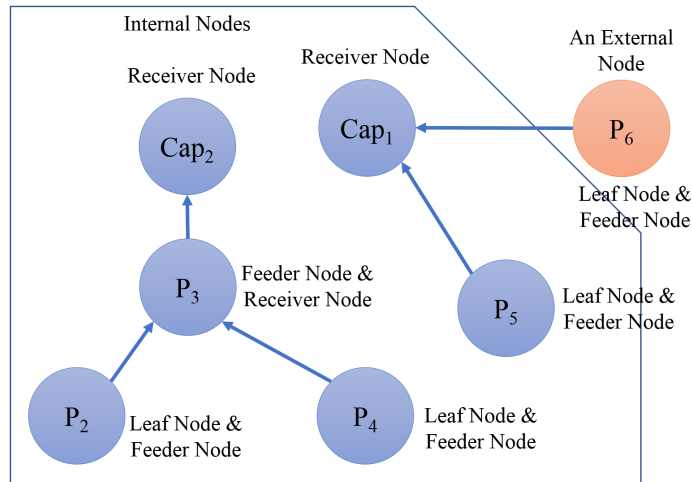 Internal Nodes
An External
Node
Receiver Node
Receiver Node
Cap₂
Cap₁
P₆
Leaf Node &
Feeder Node
P₃
Feeder Node &
Receiver Node
P₅
Leaf Node &
Feeder Node
P₂
Leaf Node &
Feeder Node
P₄
Leaf Node &
Feeder Node